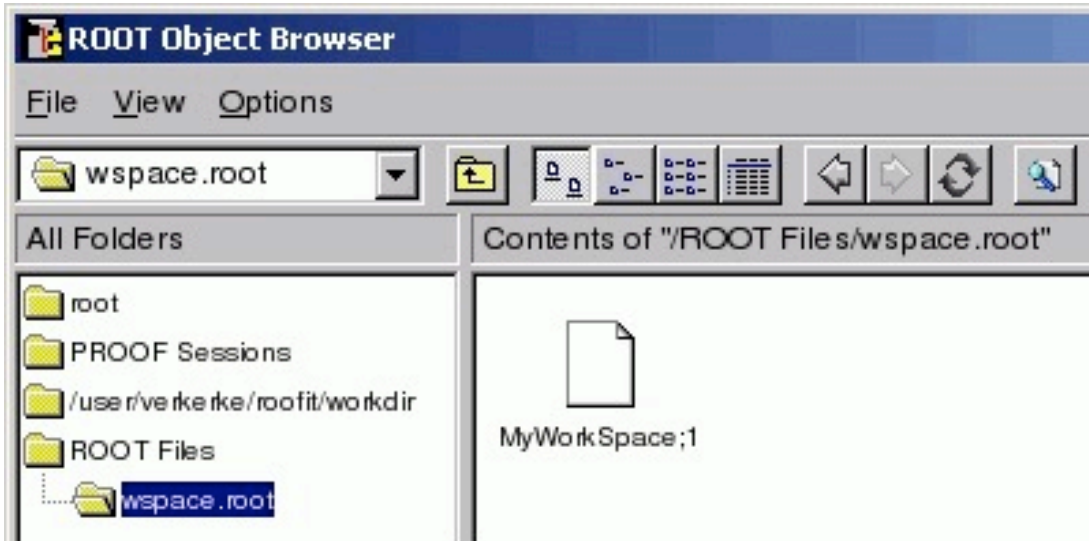 ROOT Object Browser
File View Options
wspace.root
All Folders
Contents of "/ROOT Files/wspace.root"
root
PROOF Sessions
/user/verkerke/roofit/workdir
ROOT Files
wspace.root
MyWorkSpace;1